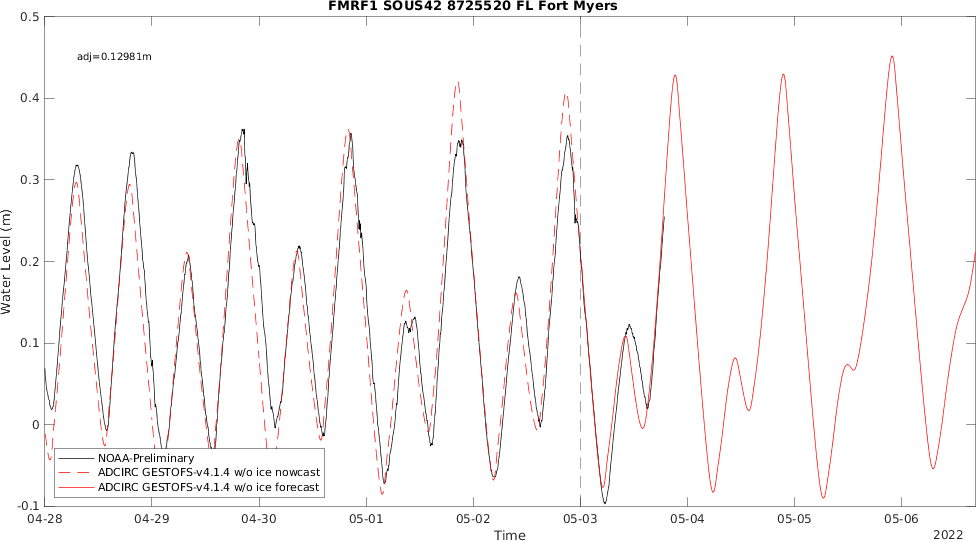 FMRF1 SOUS42 8725520 FL Fort Myers
0.5
adj=0.12981m
0.4
0.3
Water Level (m)
0.2
0.1
0
NOAA-Preliminary
ADCIRC GESTOFS-v4.1.4 w/o ice nowcast
ADCIRC GESTOFS-v4.1.4 w/o ice forecast
-0.1
04-28 04-29 04-30 05-01 05-02 05-03 05-04 05-05 05-06
Time
2022